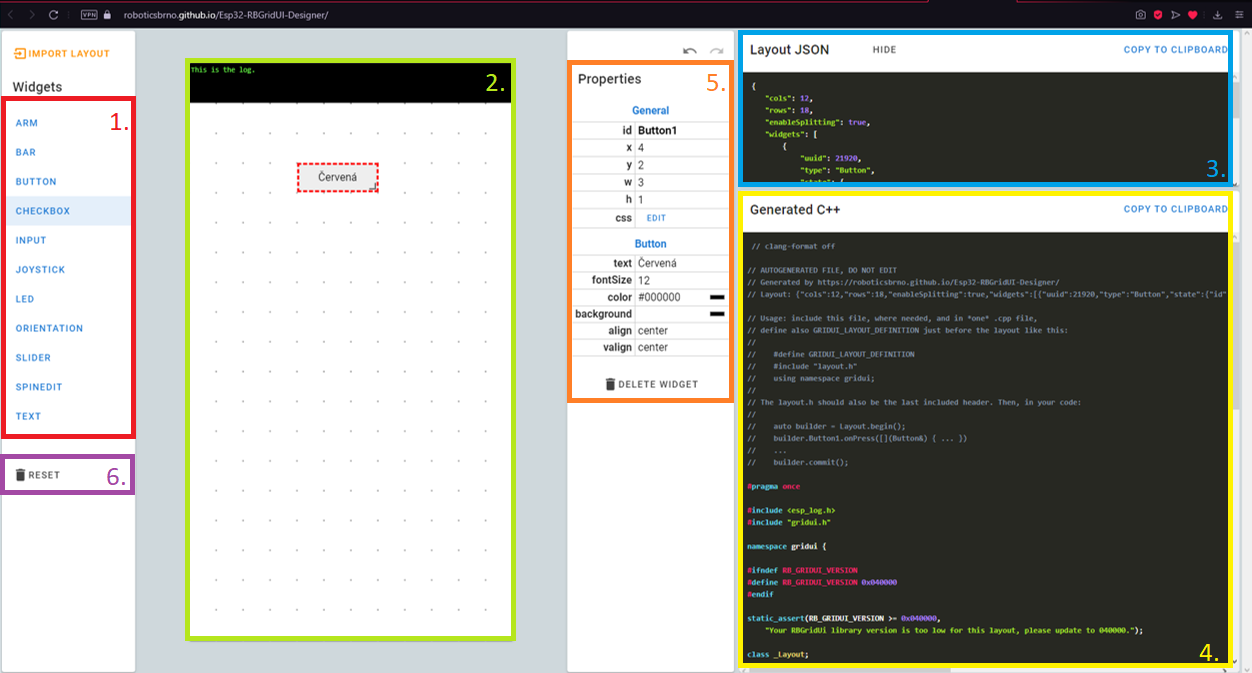 VPN roboticsbrno.github.io/Esp32-RBGridUI-Designer/
IMPORT LAYOUT
Widgets
1.
ARM
BAR
BUTTON
CHECKBOX
INPUT
JOYSTICK
LED
ORIENTATION
SLIDER
SPINEDIT
TEXT
RESET
6.
This is the log.
2.
Červená
Properties
5.
General
id Button1
x 4
y 2
w 3
h 1
css EDIT
Button
text Červená
fontSize 12
color #000000
background
align center
valign center
DELETE WIDGET
Layout JSON HIDE COPY TO CLIPBOARD
{
"cols": 12,
"rows": 18,
"enableSplitting": true,
"widgets": [
{
"uuid": 21920,
"type": "Button",
"state": {
3.
Generated C++ COPY TO CLIPBOARD
// clang-format off
// AUTOGENERATED FILE, DO NOT EDIT
// Generated by https://roboticsbrno.github.io/Esp32-RBGridUI-Designer/
// Layout: {"cols":12,"rows":18,"enableSplitting":true,"widgets":[{"uuid":21920,"type":"Button","state":{"id"
// Usage: include this file, where needed, and in *one* .cpp file,
// define also GRIDUI_LAYOUT_DEFINITION just before the layout like this:
//
// #define GRIDUI_LAYOUT_DEFINITION
// #include "layout.h"
// using namespace gridui;
//
// The layout.h should also be the last included header. Then, in your code:
//
// auto builder = Layout.begin();
// builder.Button1.onPress([](Button&) { ... })
// ...
// builder.commit();
#pragma once
#include <esp_log.h>
#include "gridui.h"
namespace gridui {
#ifndef RB_GRIDUI_VERSION
#define RB_GRIDUI_VERSION 0x040000
#endif
static_assert(RB_GRIDUI_VERSION >= 0x040000,
"Your RBGridUi library version is too low for this layout, please update to 040000.");
class _Layout;
4.